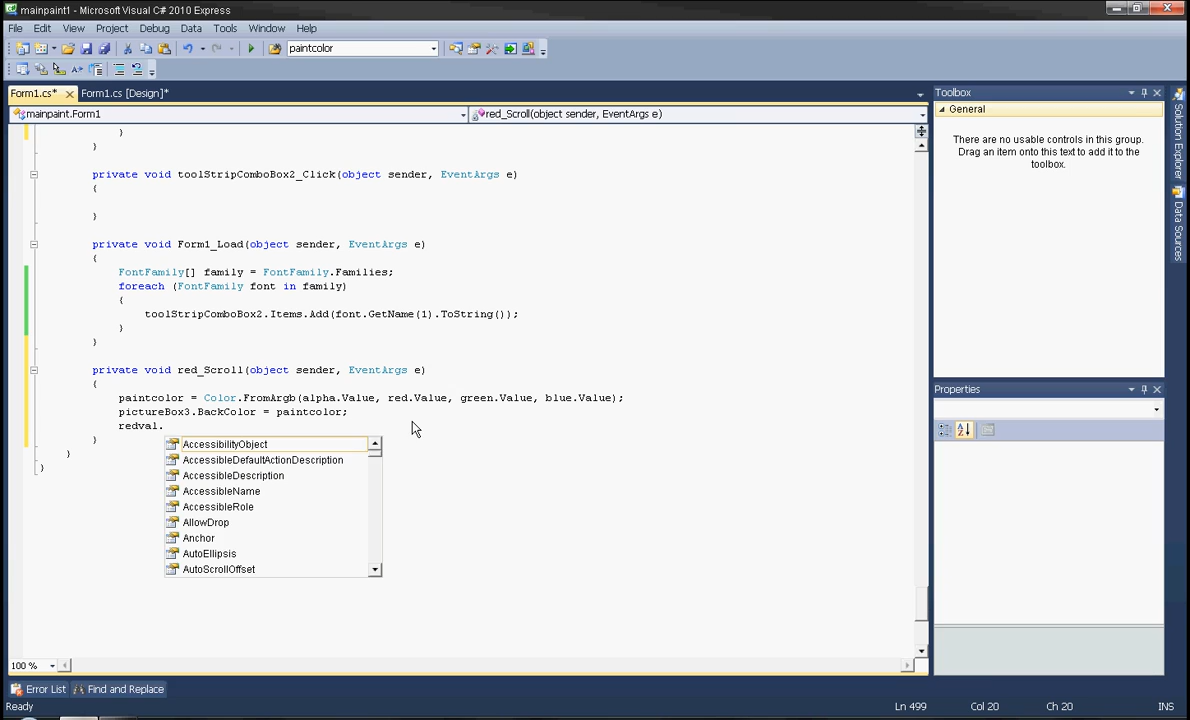 mainpaint1 - Microsoft Visual C# 2010 Express
File Edit View Project Debug Data Tools Window Help
paintcolor
Form1.cs* Form1.cs [Design]*
mainpaint.Form1 red_Scroll(object sender, EventArgs e)
}
}
private void toolStripComboBox2_Click(object sender, EventArgs e)
{
}
private void Form1_Load(object sender, EventArgs e)
{
FontFamily[] family = FontFamily.Families;
foreach (FontFamily font in family)
{
toolStripComboBox2.Items.Add(font.GetName(1).ToString());
}
}
private void red_Scroll(object sender, EventArgs e)
{
paintcolor = Color.FromArgb(alpha.Value, red.Value, green.Value, blue.Value);
pictureBox3.BackColor = paintcolor;
redval.
}
}
}
AccessibilityObject
AccessibleDefaultActionDescription
AccessibleDescription
AccessibleName
AccessibleRole
AllowDrop
Anchor
AutoEllipsis
AutoScrollOffset
100 %
Toolbox
General
There are no usable controls in this group.
Drag an item onto this text to add it to the
toolbox.
Properties
Solution Explorer
Data Sources
Error List Find and Replace
Ready Ln 499 Col 20 Ch 20 INS